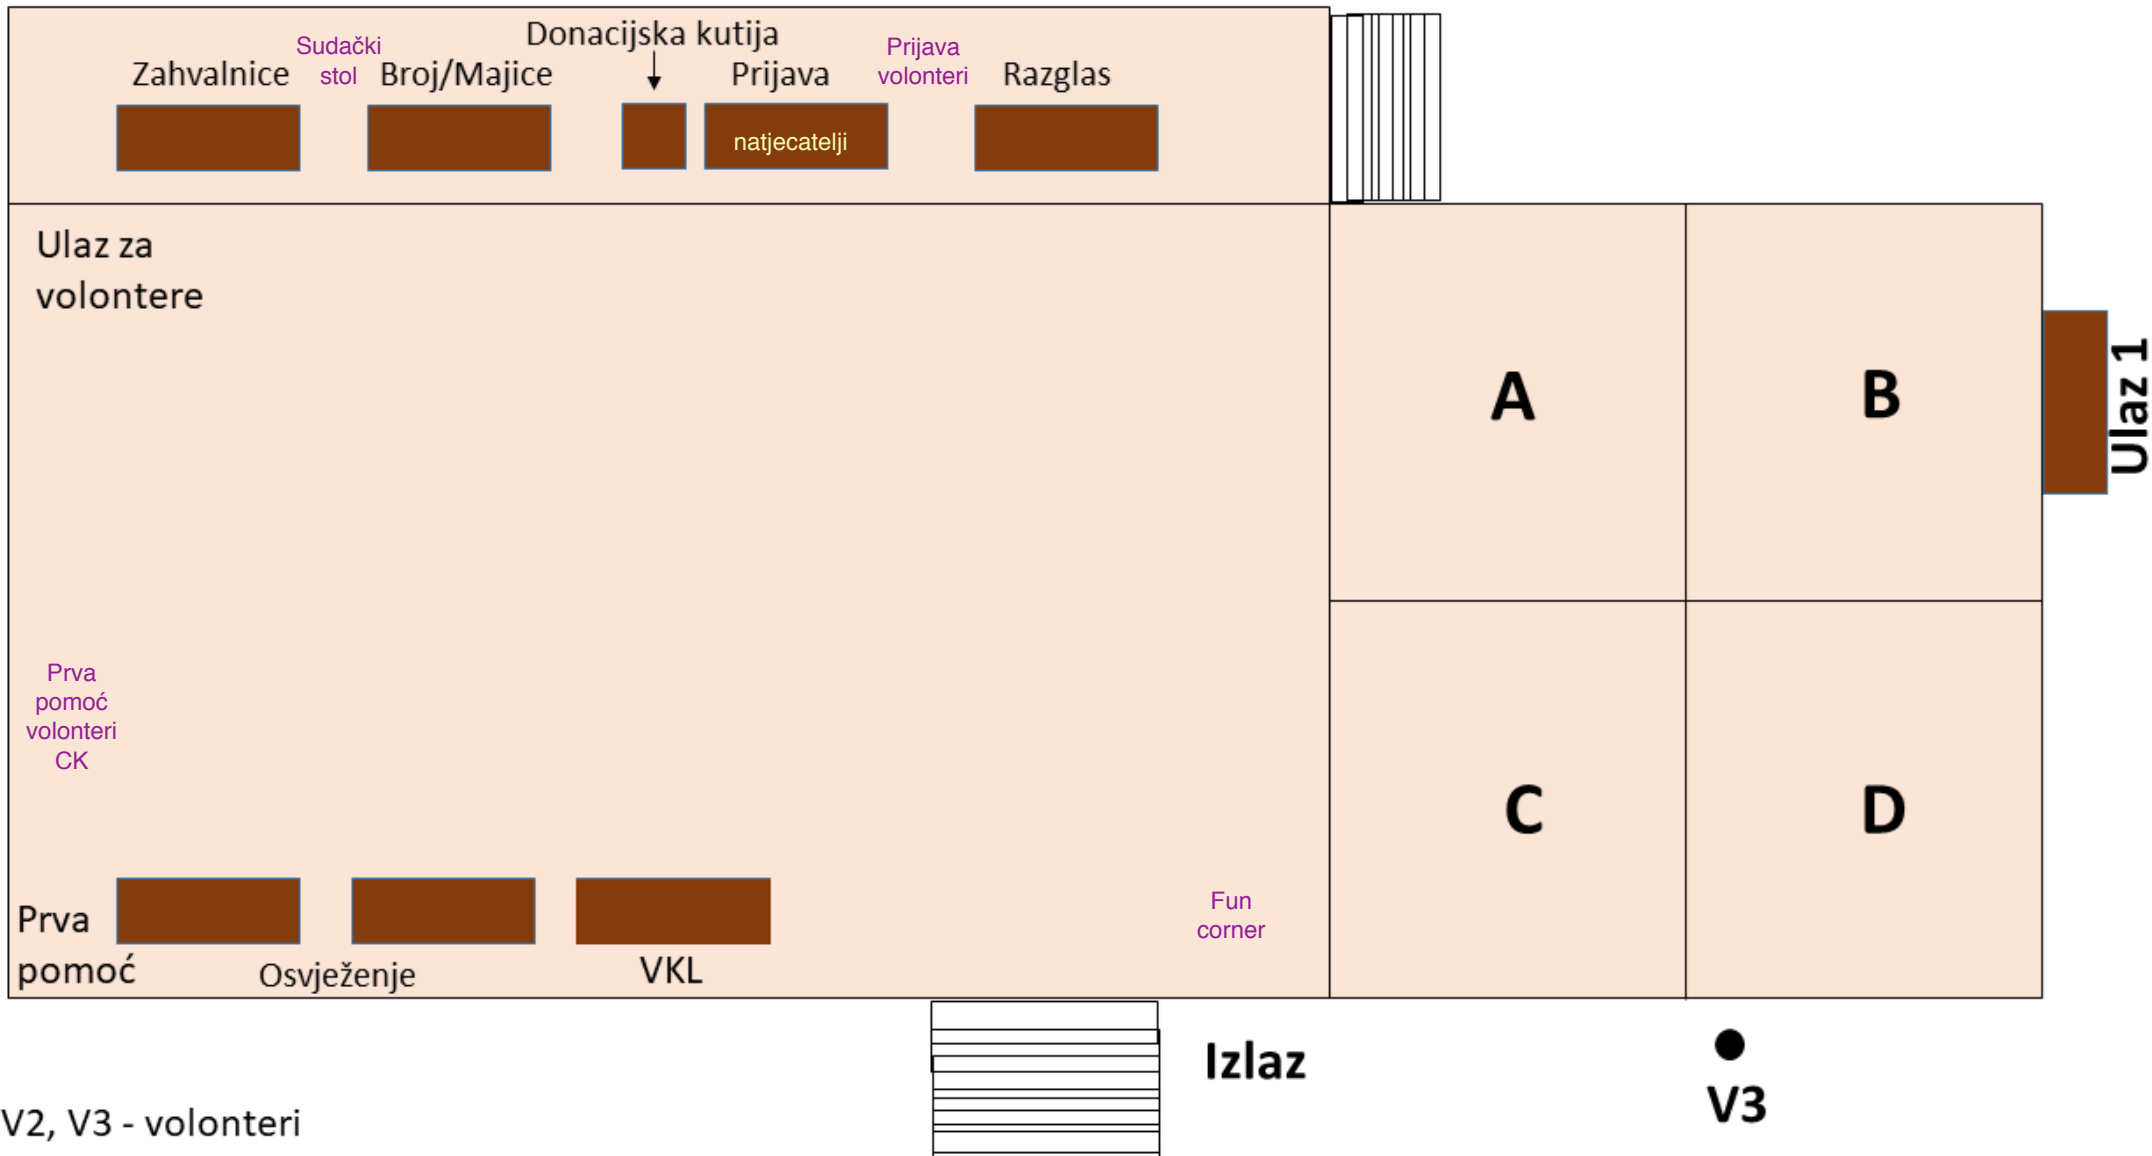 Donacijska kutija
Zahvalnice
Sudački
stol
Broj/Majice
Prijava
Prijava
volonteri
Razglas
natjecatelji
Ulaz za
volontere
A
B
Ulaz 1
Prva
pomoć
volonteri
CK
C
D
Fun
corner
Prva
pomoć
Osvježenje
VKL
Izlaz
V3
V2, V3 - volonteri